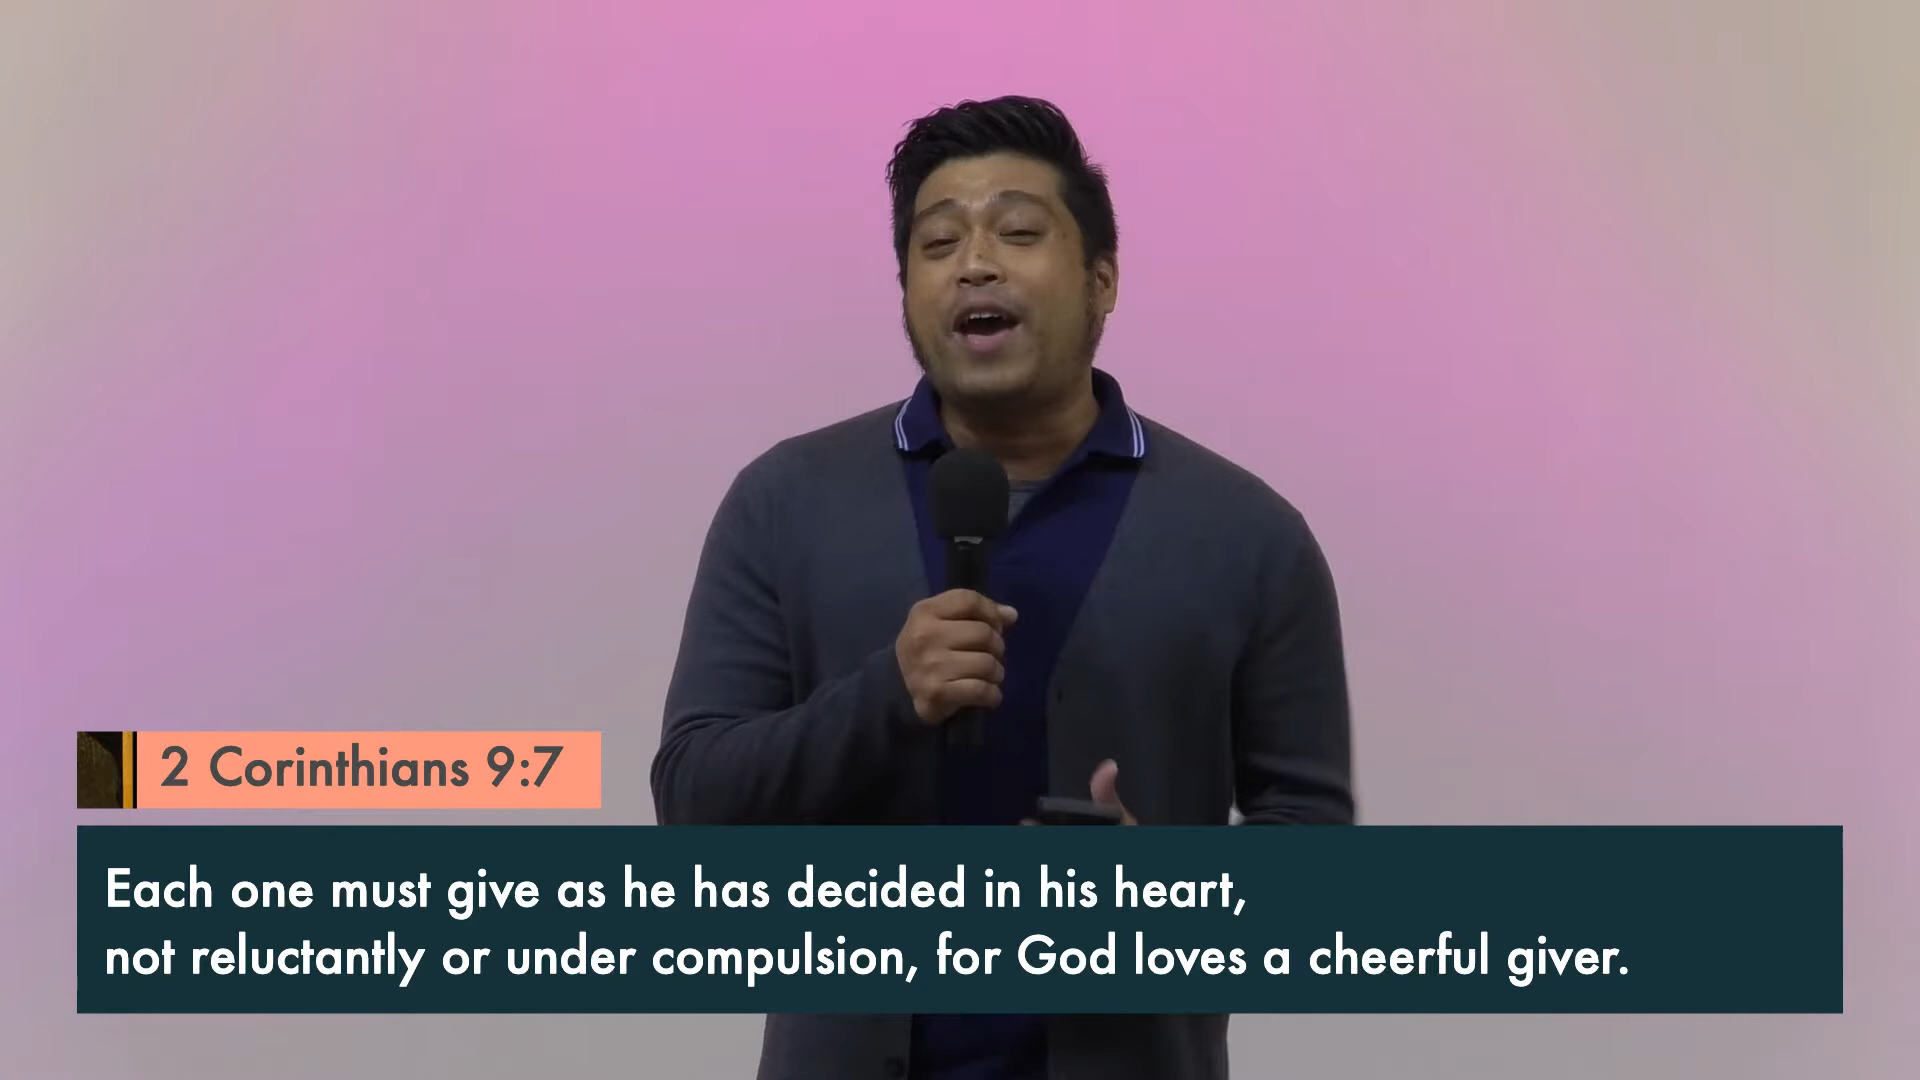 2 Corinthians 9:7
Each one must give as he has decided in his heart,
not reluctantly or under compulsion, for God loves a cheerful giver.